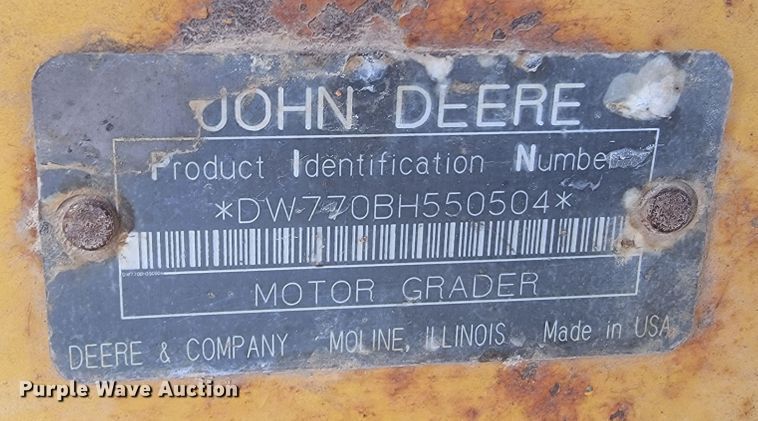 JOHN DEERE
Product Identification Number
*DW770BH550504*
MOTOR GRADER
DEERE & COMPANY MOLINE, ILLINOIS Made in USA
Purple Wave Auction